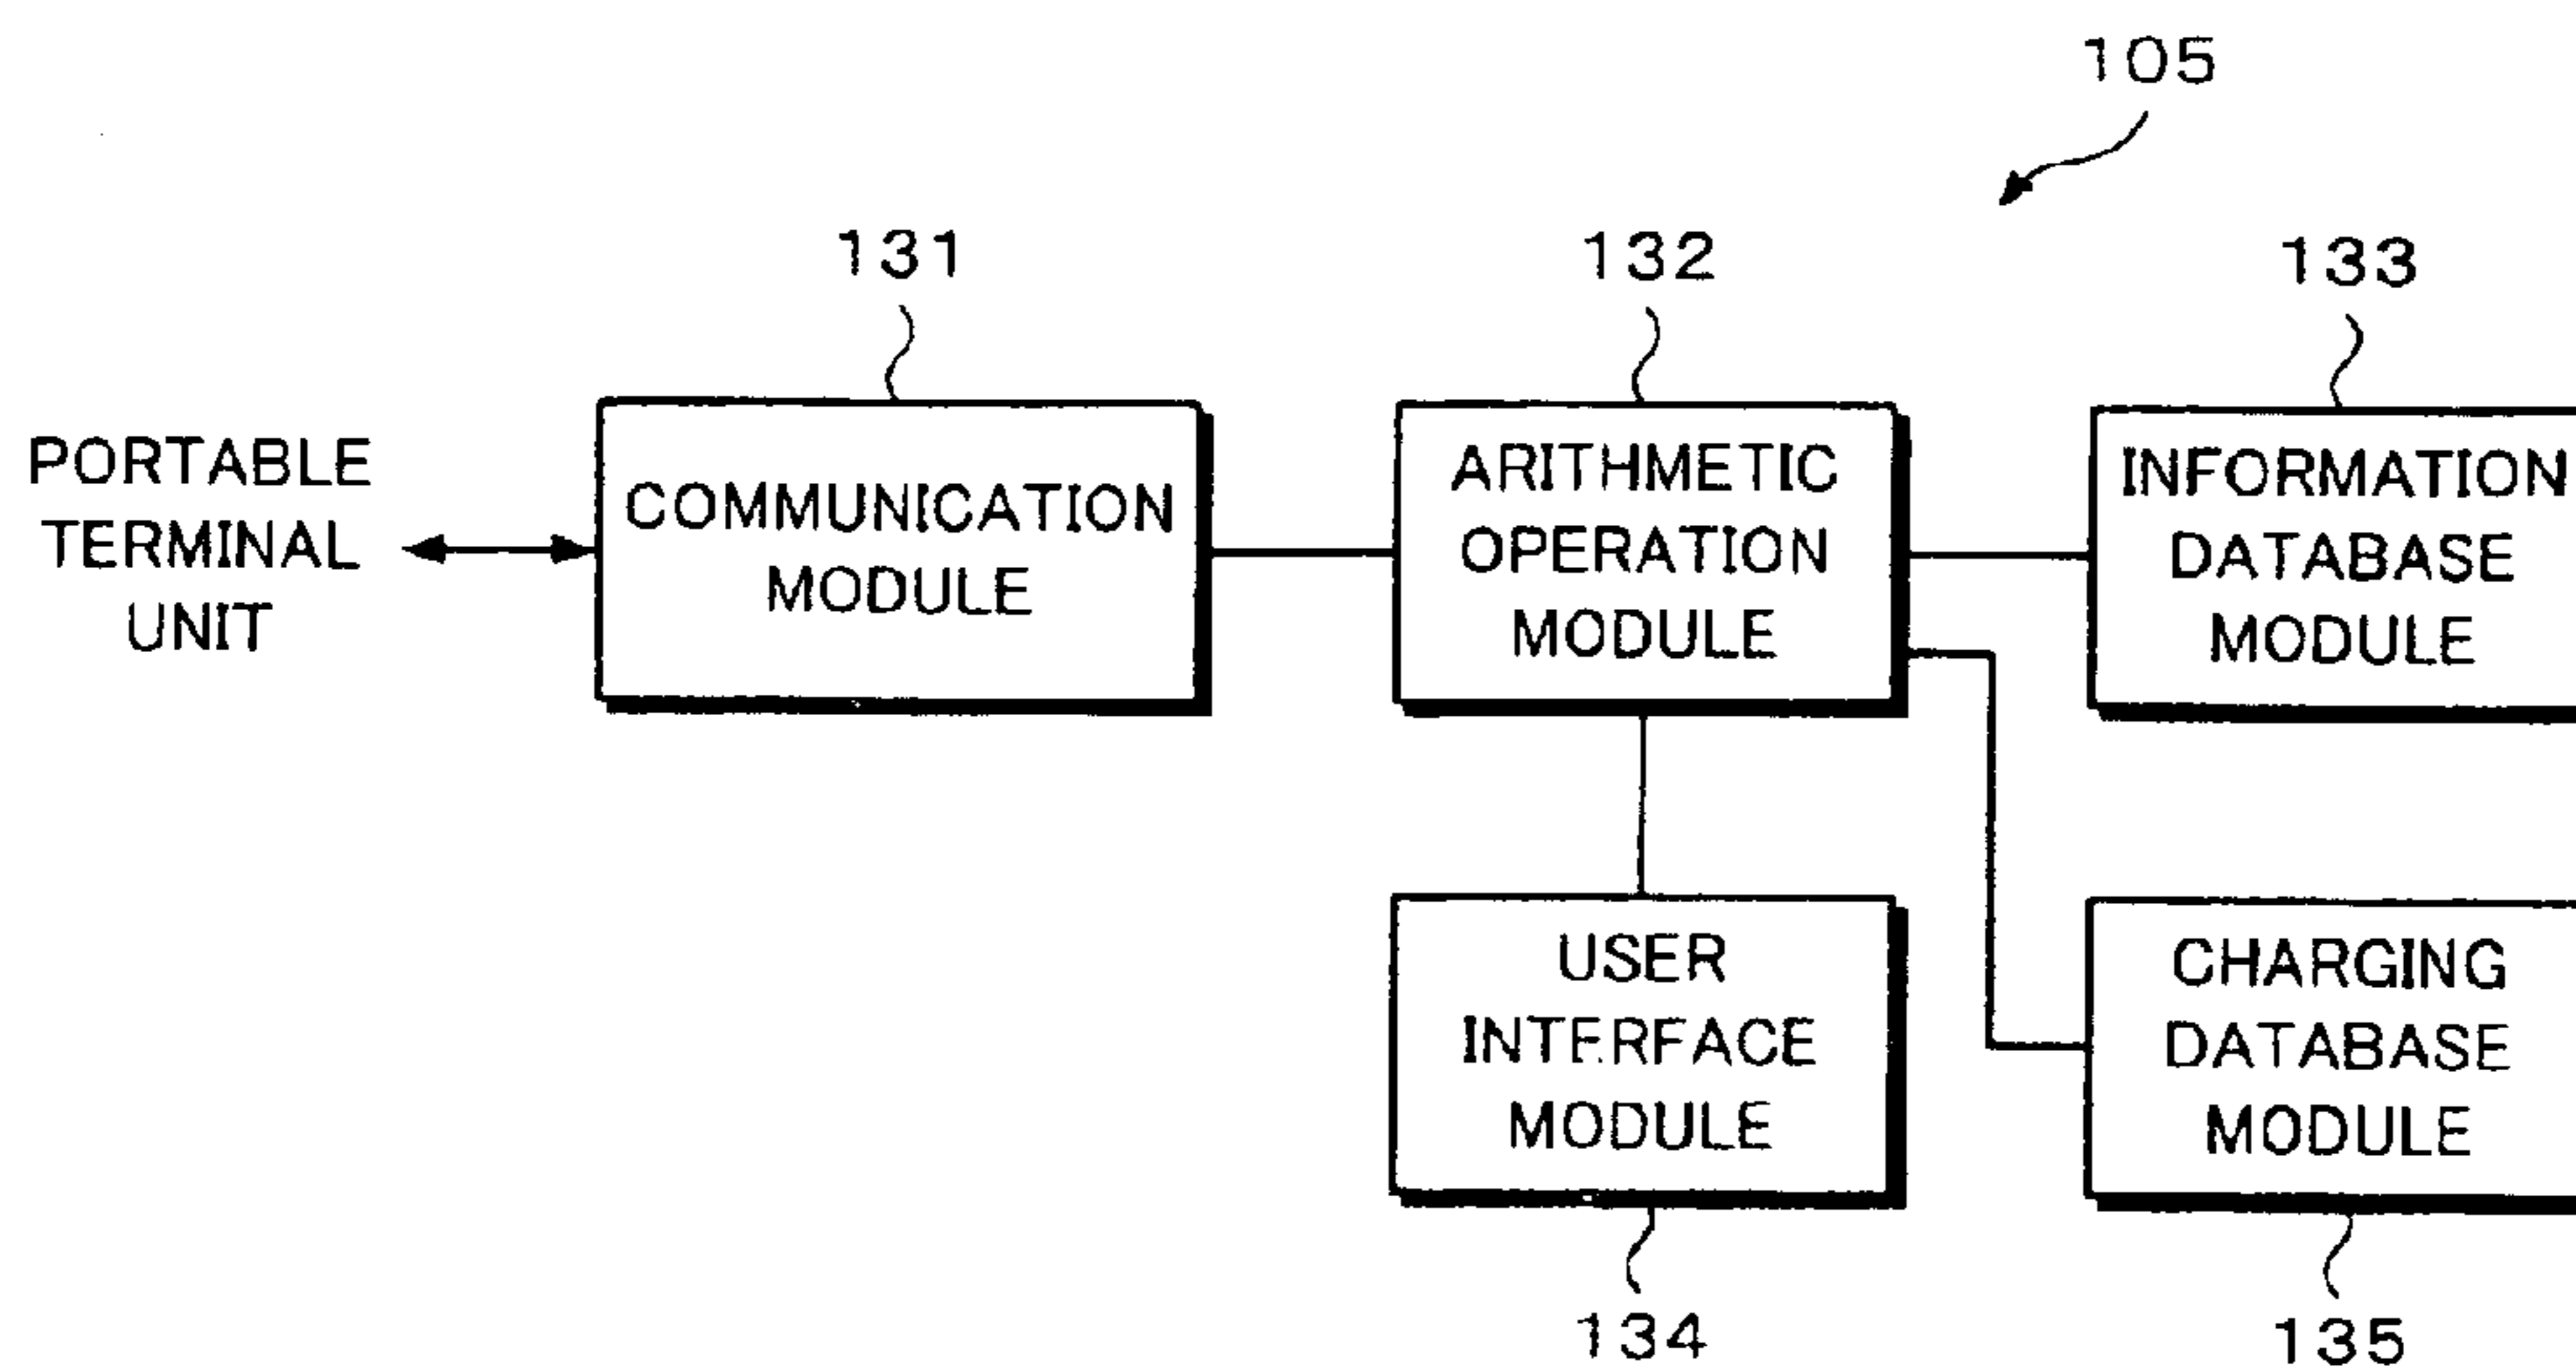 105
131
132
133
PORTABLE
TERMINAL
UNIT
COMMUNICATION
MODULE
ARITHMETIC
OPERATION
MODULE
INFORMATION
DATABASE
MODULE
USER
INTERFACE
MODULE
CHARGING
DATABASE
MODULE
134
135